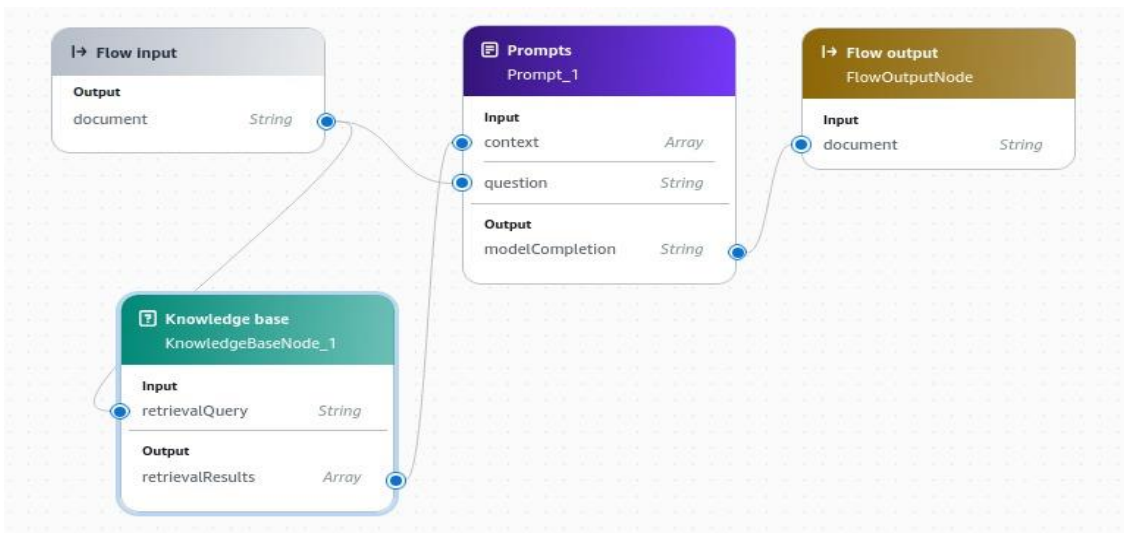 Flow input
Output
document String
Prompts
Prompt_1
Input
context Array
question String
Output
modelCompletion String
Flow output
FlowOutputNode
Input
document String
Knowledge base
KnowledgeBaseNode_1
Input
retrievalQuery String
Output
retrievalResults Array